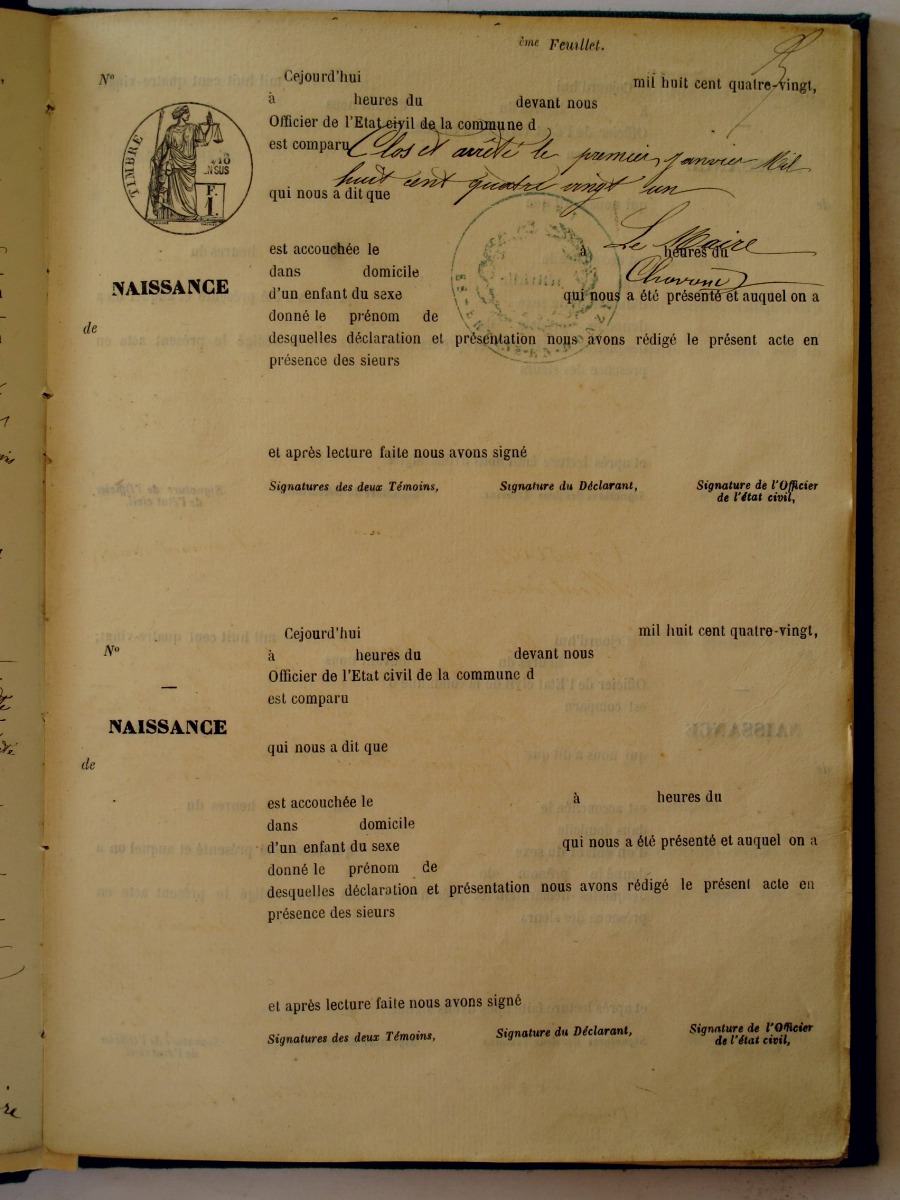 ème Feuillet.
N° Cejourd'hui mil huit cent quatre-vingt,
à heures du devant nous
Officier de l'Etat civil de la commune d
est comparu Clos et arrêté le premier janvier Mil
huit cent quatre vingt un
qui nous a dit que
TIMBRE
F.
I.
Le Maire
est accouchée le à heures du
dans domicile
NAISSANCE
d'un enfant du sexe qui nous a été présenté et auquel on a
donné le prénom de
de
desquelles déclaration et présentation nous avons rédigé le présent acte en
présence des sieurs
et après lecture faite nous avons signé
Signatures des deux Témoins, Signature du Déclarant, Signature de l'Officier
de l'état civil,
Cejourd'hui mil huit cent quatre-vingt,
N°
à heures du devant nous
Officier de l'Etat civil de la commune d
est comparu
NAISSANCE
qui nous a dit que
de
est accouchée le à heures du
dans domicile
d'un enfant du sexe qui nous a été présenté et auquel on a
donné le prénom de
desquelles déclaration et présentation nous avons rédigé le présent acte en
présence des sieurs
et après lecture faite nous avons signé
Signatures des deux Témoins, Signature du Déclarant, Signature de l'Officier
de l'état civil,